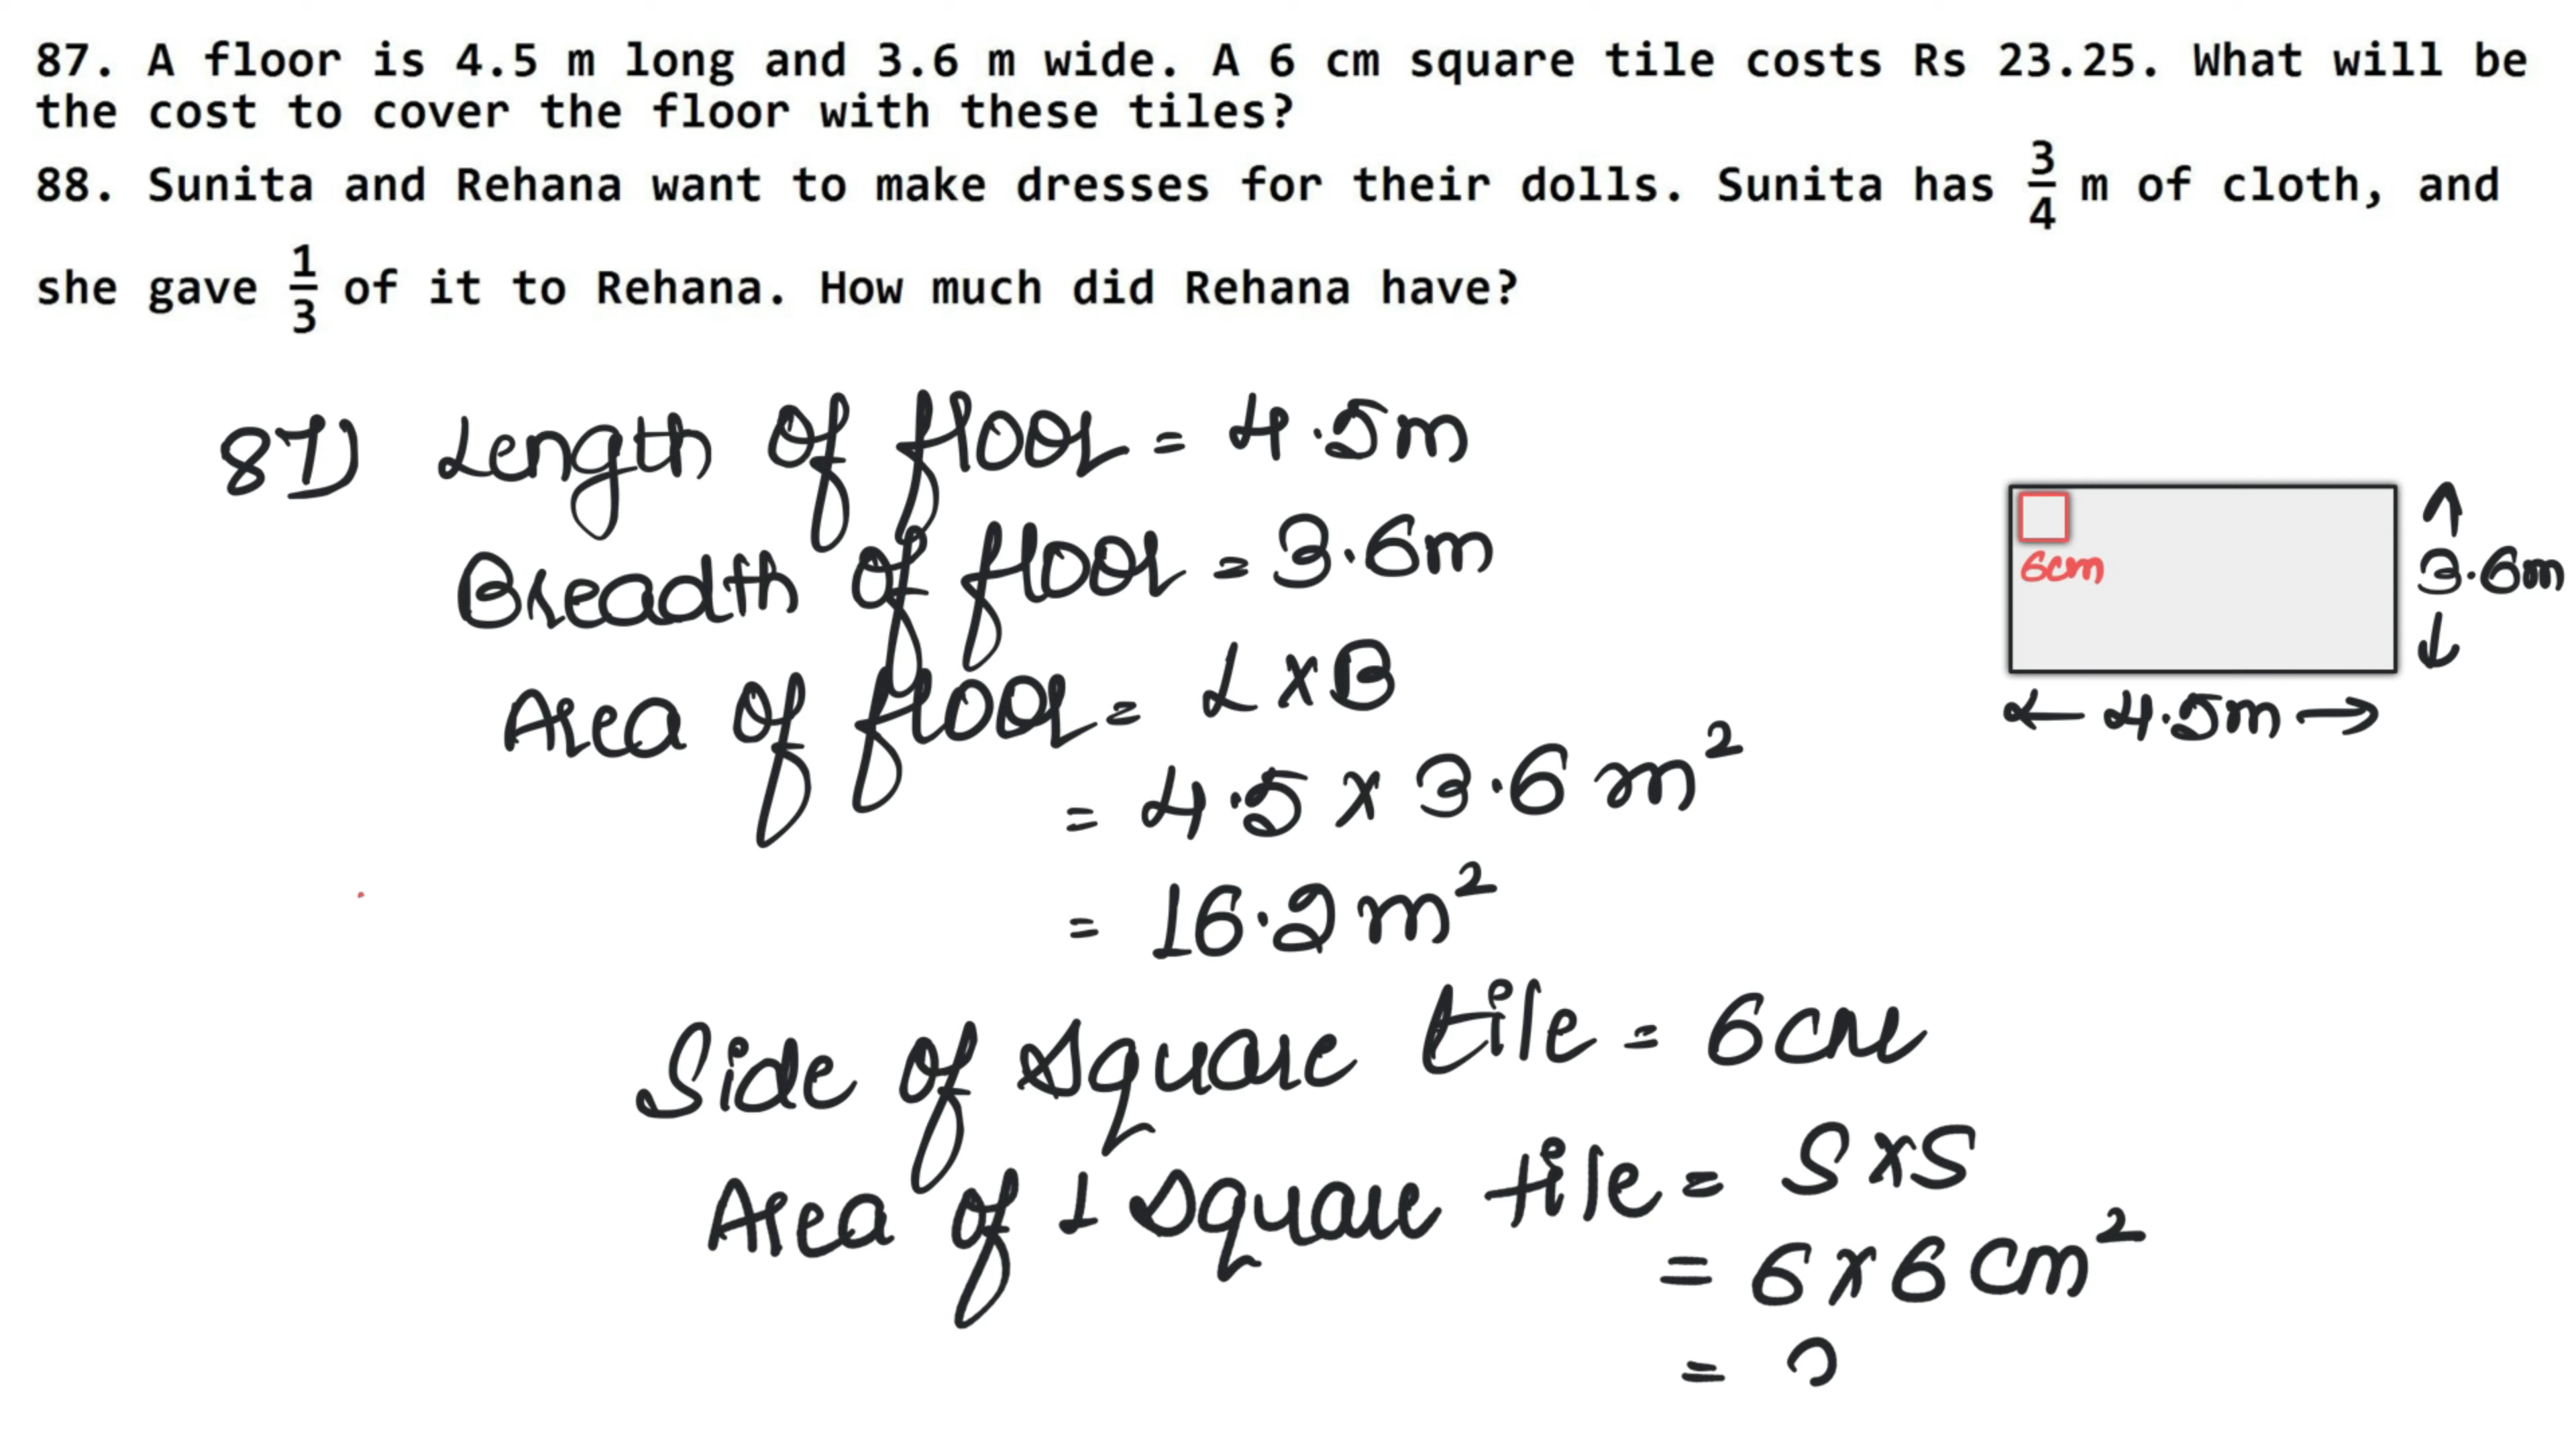 87. A floor is 4.5 m long and 3.6 m wide. A 6 cm square tile costs Rs 23.25. What will be
the cost to cover the floor with these tiles?
88. Sunita and Rehana want to make dresses for their dolls. Sunita has 3/4 m of cloth, and
she gave 1/3 of it to Rehana. How much did Rehana have?
87) Length of floor = 4.5m
Breadth of floor = 3.6m
Area of floor = L×B
= 4.5 × 3.6 m²
= 16.2 m²
Side of square tile = 6cm
Area of 1 square tile = S×S
= 6×6 cm²
=
6cm
3.6m
4.5m